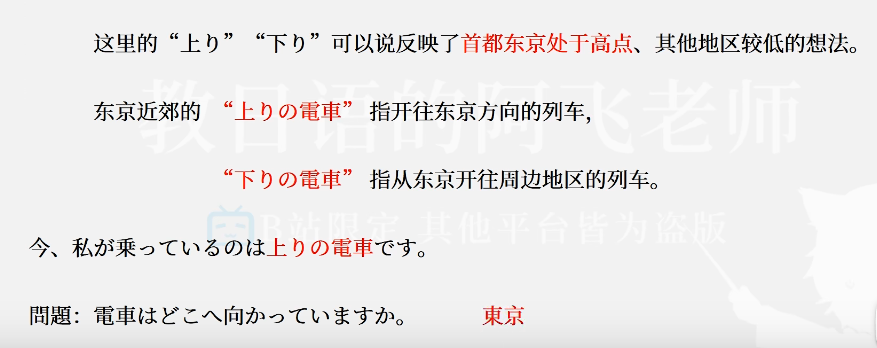 这里的“上り”“下り”可以说反映了首都东京处于高点、其他地区较低的想法。
东京近郊的 “上りの電車” 指开往东京方向的列车，
“下りの電車” 指从东京开往周边地区的列车。
今、私が乗っているのは上りの電車です。
問題：電車はどこへ向かっていますか。 東京
教日语的阿飞老师
B站限定 其他平台皆为盗版